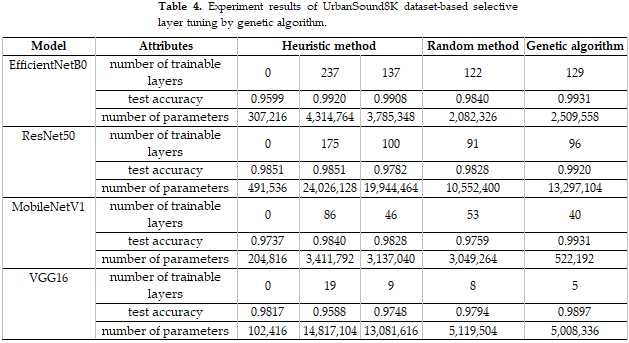 Table 4. Experiment results of UrbanSound8K dataset-based selective
layer tuning by genetic algorithm.
Model Attributes Heuristic method Random method Genetic algorithm
EfficientNetB0 number of trainable layers 0 237 137 122 129
test accuracy 0.9599 0.9920 0.9908 0.9840 0.9931
number of parameters 307,216 4,314,764 3,785,348 2,082,326 2,509,558
ResNet50 number of trainable layers 0 175 100 91 96
test accuracy 0.9851 0.9851 0.9782 0.9828 0.9920
number of parameters 491,536 24,026,128 19,944,464 10,552,400 13,297,104
MobileNetV1 number of trainable layers 0 86 46 53 40
test accuracy 0.9737 0.9840 0.9828 0.9759 0.9931
number of parameters 204,816 3,411,792 3,137,040 3,049,264 522,192
VGG16 number of trainable layers 0 19 9 8 5
test accuracy 0.9817 0.9588 0.9748 0.9794 0.9897
number of parameters 102,416 14,817,104 13,081,616 5,119,504 5,008,336